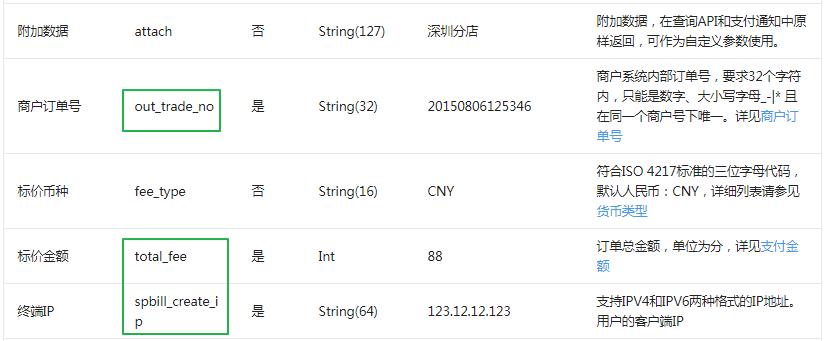 附加数据 attach 否 String(127) 深圳分店 附加数据，在查询API和支付通知中原
样返回，可作为自定义参数使用。
商户订单号 out_trade_no 是 String(32) 20150806125346 商户系统内部订单号，要求32个字符
内，只能是数字、大小写字母_-|* 且
在同一个商户号下唯一。详见商户订
单号
标价币种 fee_type 否 String(16) CNY 符合ISO 4217标准的三位字母代码，
默认人民币：CNY，详细列表请参见
货币类型
标价金额 total_fee 是 Int 88 订单总金额，单位为分，详见支付金
额
终端IP spbill_create_i
p 是 String(64) 123.12.12.123 支持IPV4和IPV6两种格式的IP地址。
用户的客户端IP